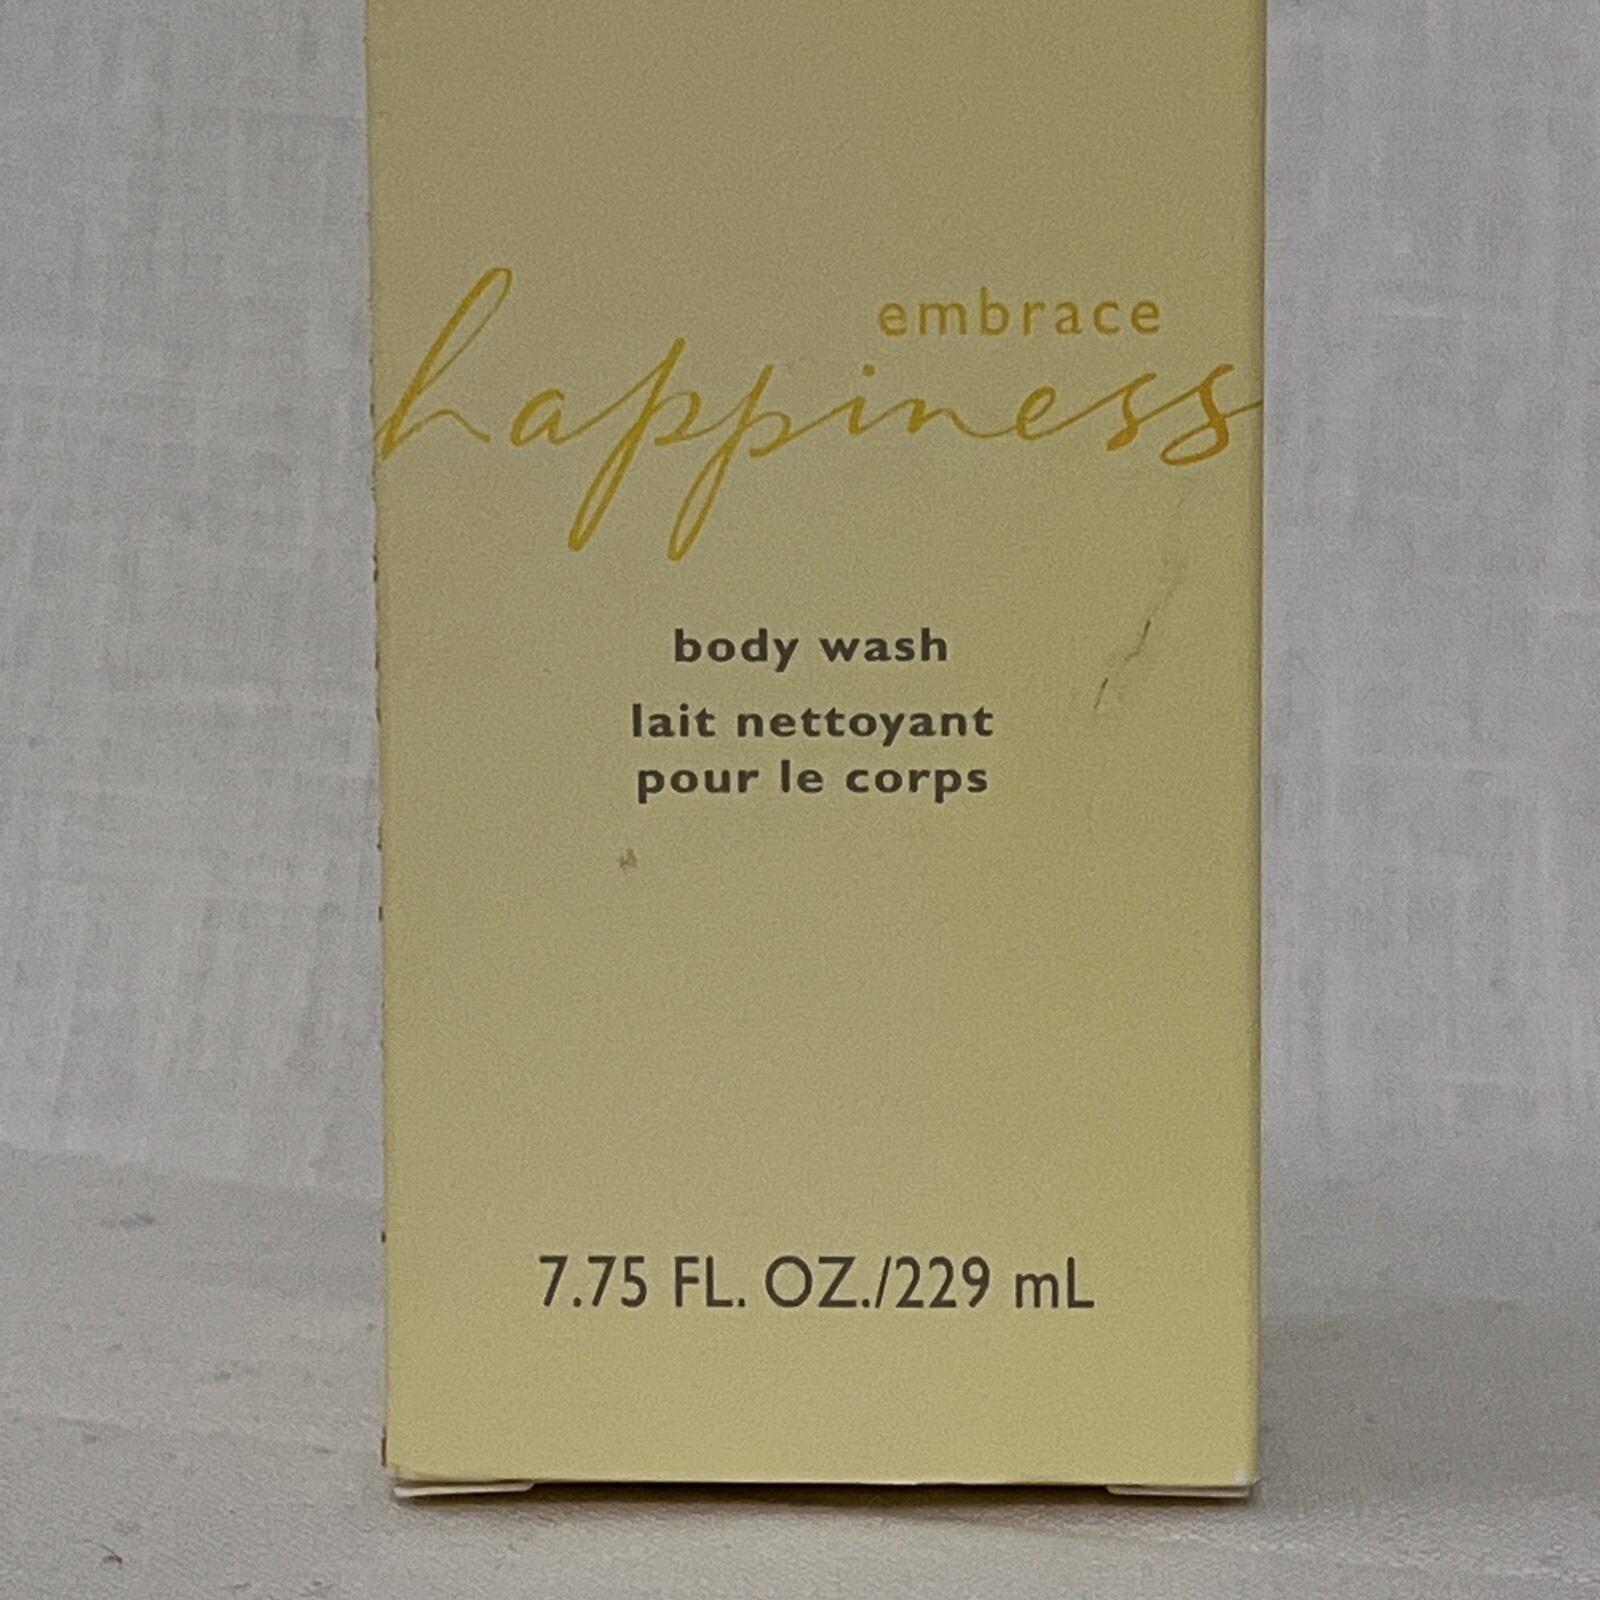 embrace
happiness
body wash
lait nettoyant
pour le corps
7.75 FL. OZ./229 mL